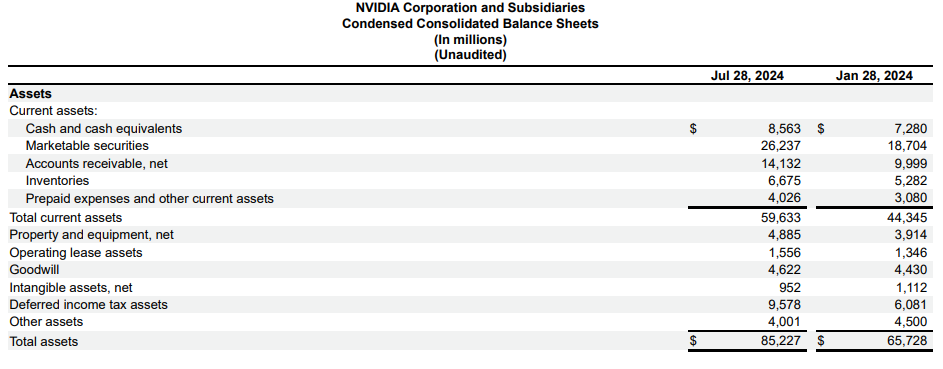 NVIDIA Corporation and Subsidiaries
Condensed Consolidated Balance Sheets
(In millions)
(Unaudited)
Jul 28, 2024 Jan 28, 2024
Assets
Current assets:
Cash and cash equivalents $ 8,563 $ 7,280
Marketable securities 26,237 18,704
Accounts receivable, net 14,132 9,999
Inventories 6,675 5,282
Prepaid expenses and other current assets 4,026 3,080
Total current assets 59,633 44,345
Property and equipment, net 4,885 3,914
Operating lease assets 1,556 1,346
Goodwill 4,622 4,430
Intangible assets, net 952 1,112
Deferred income tax assets 9,578 6,081
Other assets 4,001 4,500
Total assets $ 85,227 $ 65,728